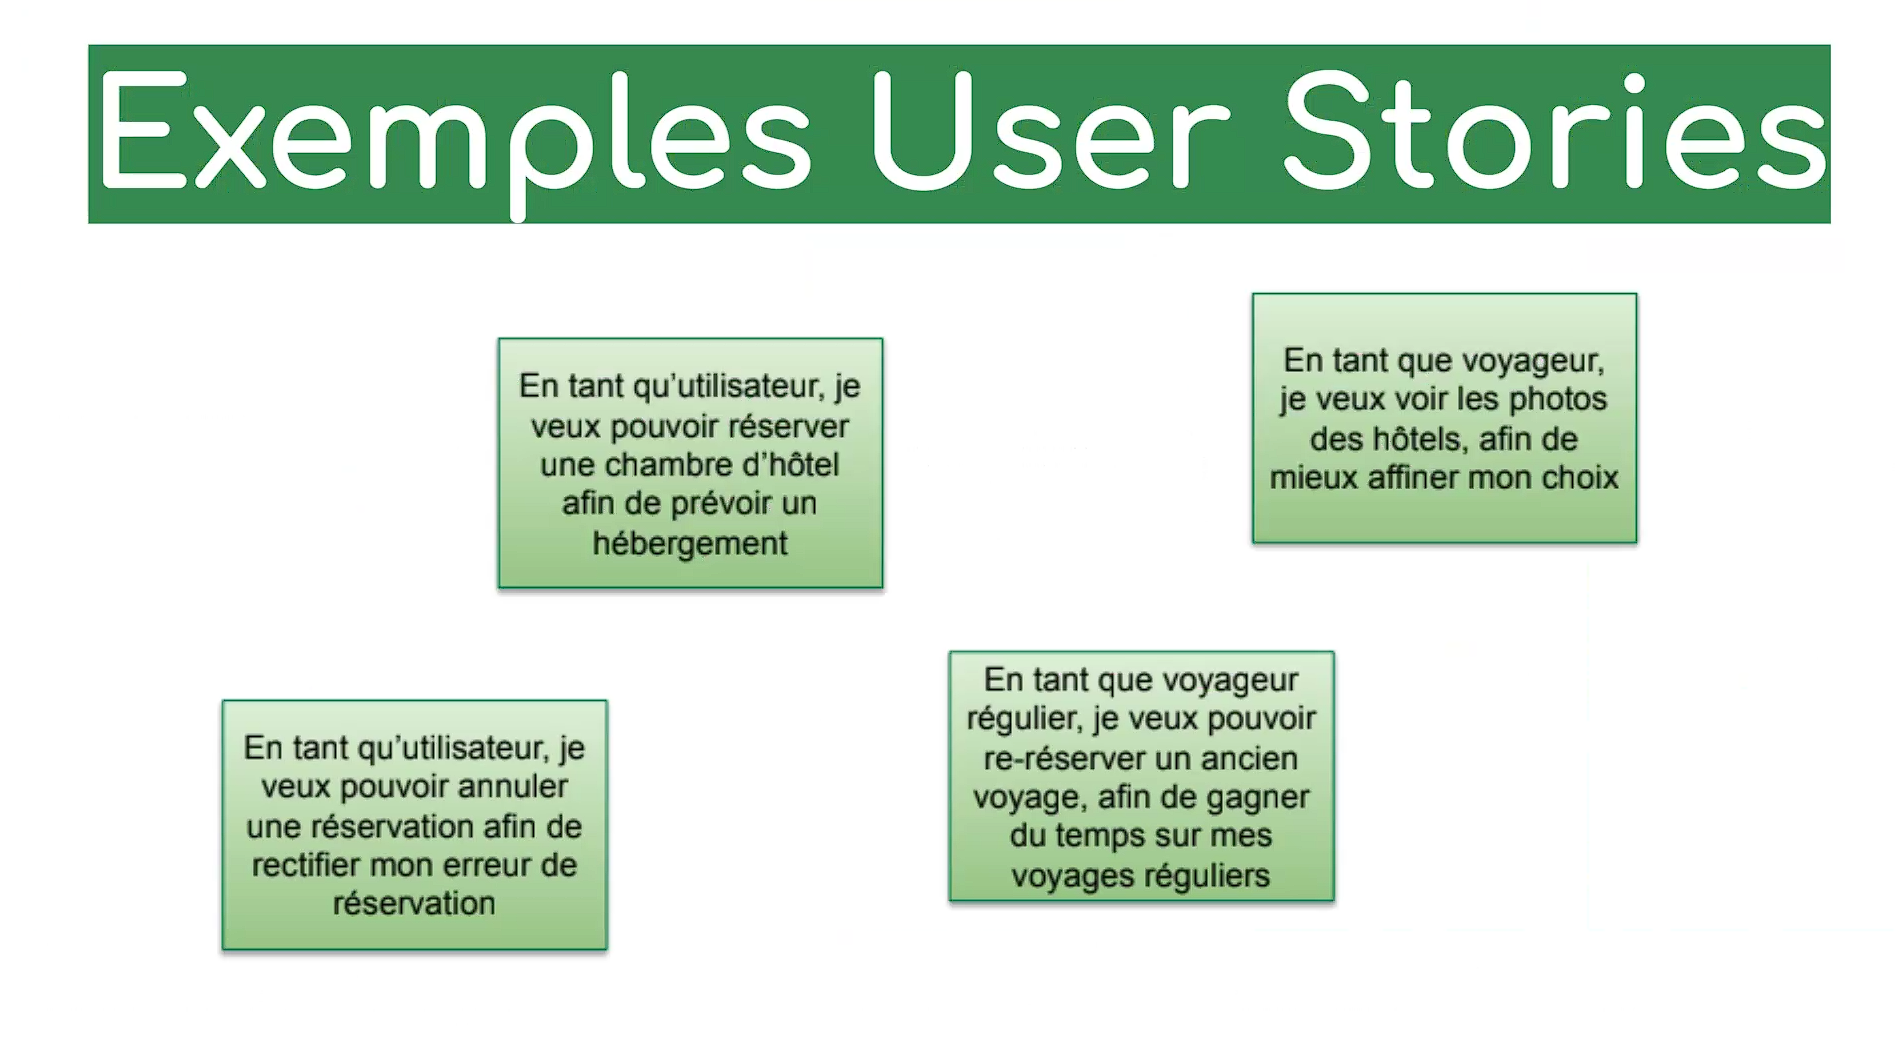 Exemples User Stories
En tant qu’utilisateur, je
veux pouvoir réserver
une chambre d’hôtel
afin de prévoir un
hébergement
En tant que voyageur,
je veux voir les photos
des hôtels, afin de
mieux affiner mon choix
En tant qu’utilisateur, je
veux pouvoir annuler
une réservation afin de
rectifier mon erreur de
réservation
En tant que voyageur
régulier, je veux pouvoir
re-réserver un ancien
voyage, afin de gagner
du temps sur mes
voyages réguliers